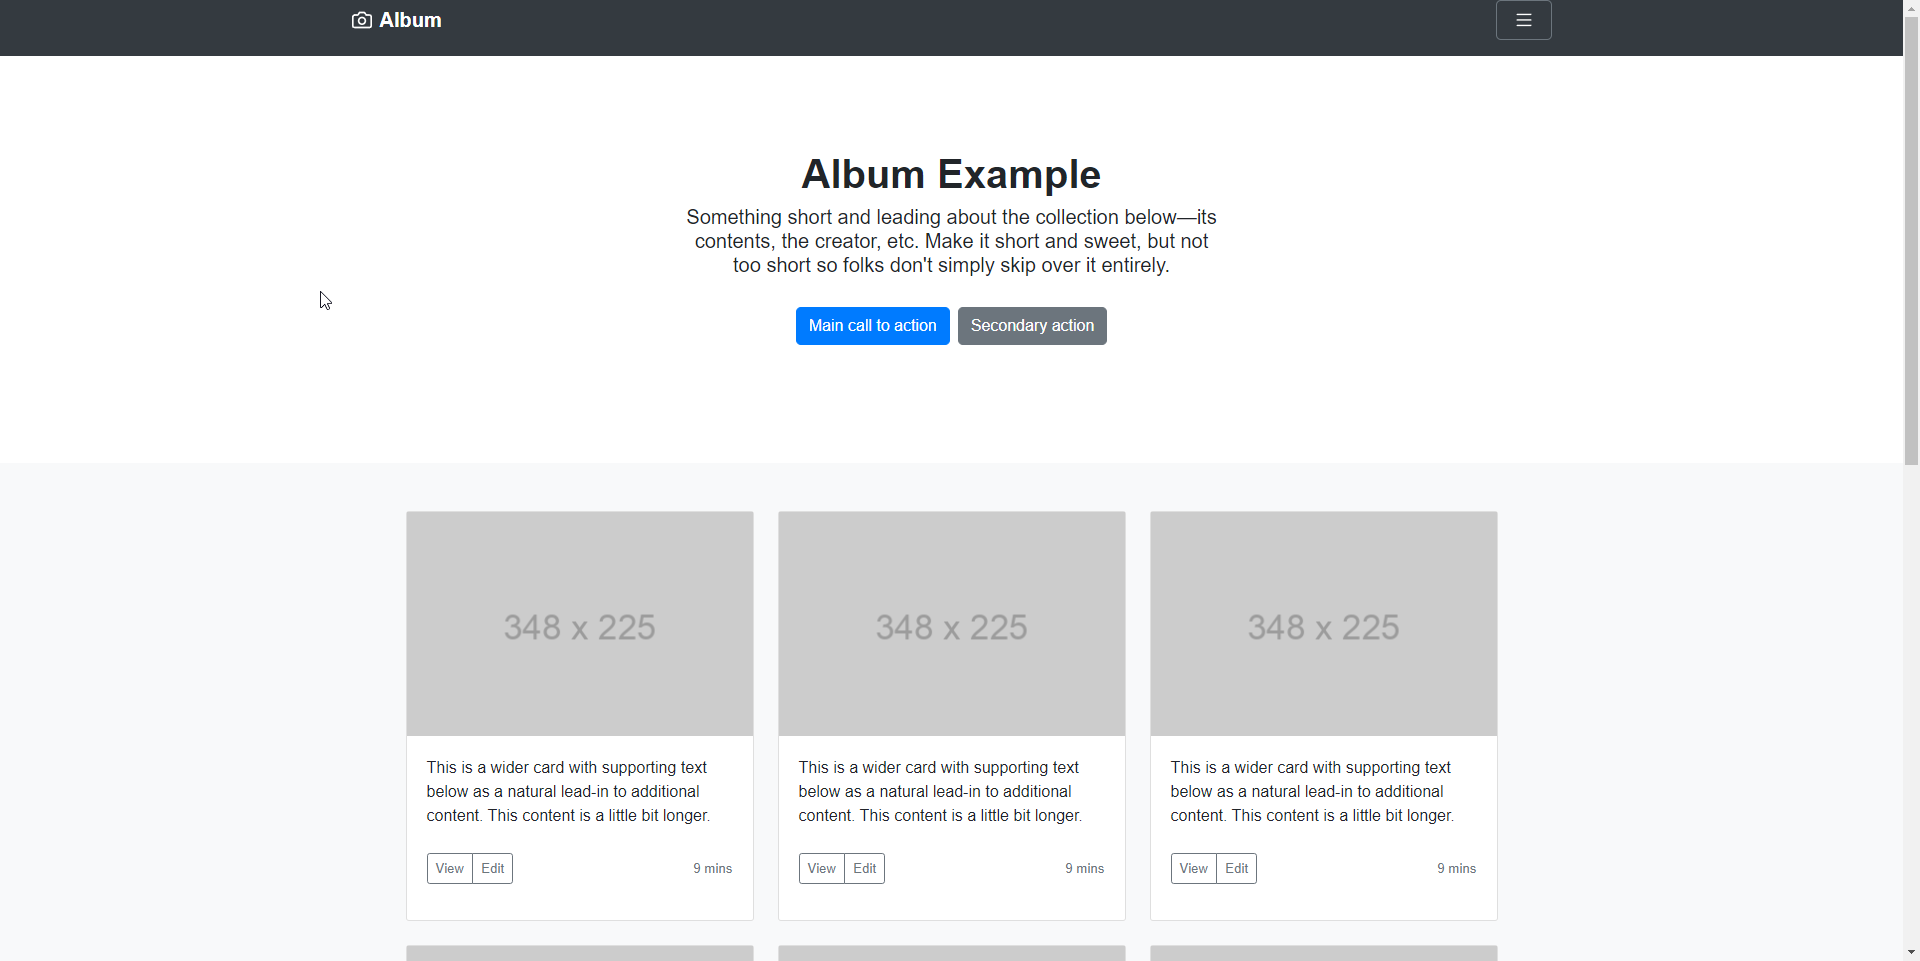 Album
Album Example
Something short and leading about the collection below—its
contents, the creator, etc. Make it short and sweet, but not
too short so folks don't simply skip over it entirely.
Main call to action
Secondary action
348 x 225
This is a wider card with supporting text
below as a natural lead-in to additional
content. This content is a little bit longer.
View
Edit
9 mins
348 x 225
This is a wider card with supporting text
below as a natural lead-in to additional
content. This content is a little bit longer.
View
Edit
9 mins
348 x 225
This is a wider card with supporting text
below as a natural lead-in to additional
content. This content is a little bit longer.
View
Edit
9 mins